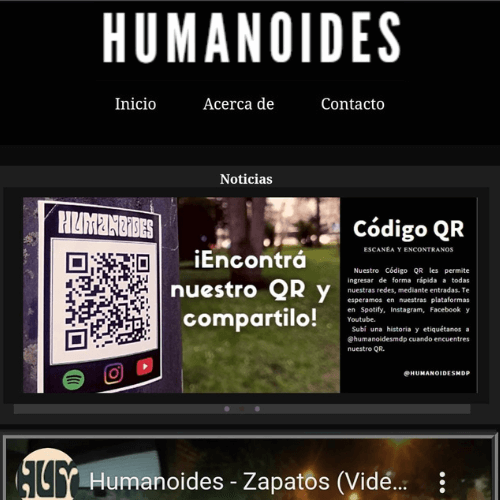 HUMANOIDES
Inicio Acerca de Contacto
Noticias
HUMANOIDES
¡Encontrá
nuestro QR y
compartilo!
Código QR
ESCANÉA Y ENCONTRANOS
Nuestro Código QR les permite
ingresar de forma rápida a todas
nuestras redes, mediante entradas. Te
esperamos en nuestras plataformas
en Spotify, Instagram, Facebook y
Youtube.
Subí una historia y etiquétanos a
@humanoidesmdp cuando encuentres
nuestro QR.
@HUMANOIDESMDP
HUM
Humanoides - Zapatos (Vide...